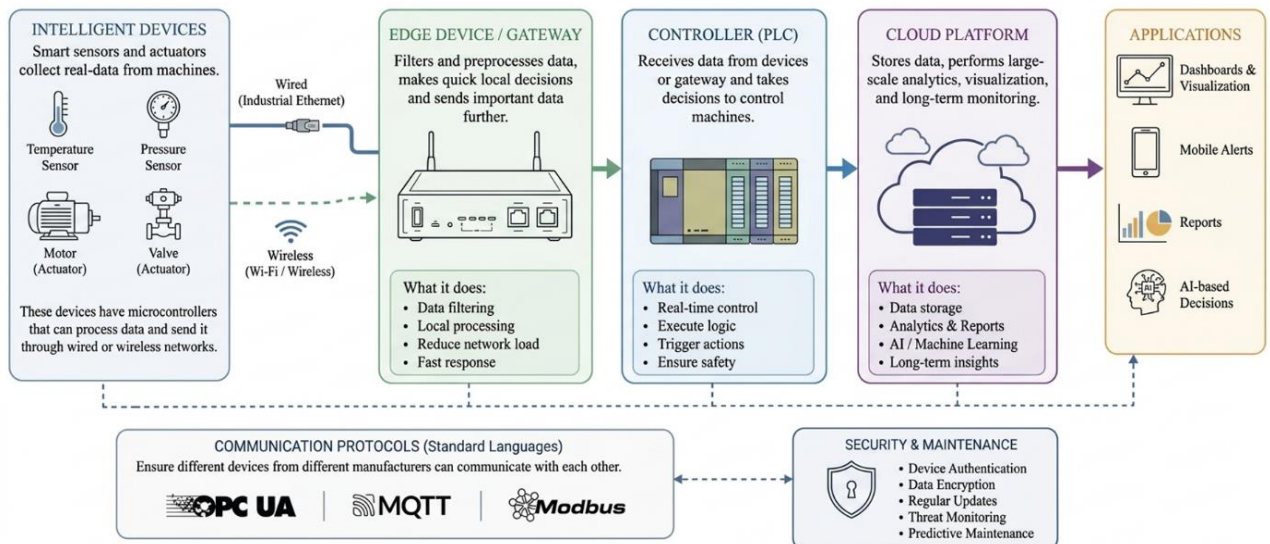 INTELLIGENT DEVICES
Smart sensors and actuators
collect real-data from machines.
Temperature
Sensor
Pressure
Sensor
Motor
(Actuator)
Valve
(Actuator)
These devices have microcontrollers
that can process data and send it
through wired or wireless networks.
Wired
(Industrial Ethernet)
Wireless
(Wi-Fi / Wireless)
EDGE DEVICE / GATEWAY
Filters and preprocesses data,
makes quick local decisions
and sends important data
further.
What it does:
• Data filtering
• Local processing
• Reduce network load
• Fast response
CONTROLLER (PLC)
Receives data from devices
or gateway and takes
decisions to control
machines.
What it does:
• Real-time control
• Execute logic
• Trigger actions
• Ensure safety
CLOUD PLATFORM
Stores data, performs large-
scale analytics, visualization,
and long-term monitoring.
What it does:
• Data storage
• Analytics & Reports
• AI / Machine Learning
• Long-term insights
APPLICATIONS
Dashboards &
Visualization
Mobile Alerts
Reports
AI
AI-based
Decisions
COMMUNICATION PROTOCOLS (Standard Languages)
Ensure different devices from different manufacturers can communicate with each other.
OPC UA
MQTT
Modbus
SECURITY & MAINTENANCE
• Device Authentication
• Data Encryption
• Regular Updates
• Threat Monitoring
• Predictive Maintenance